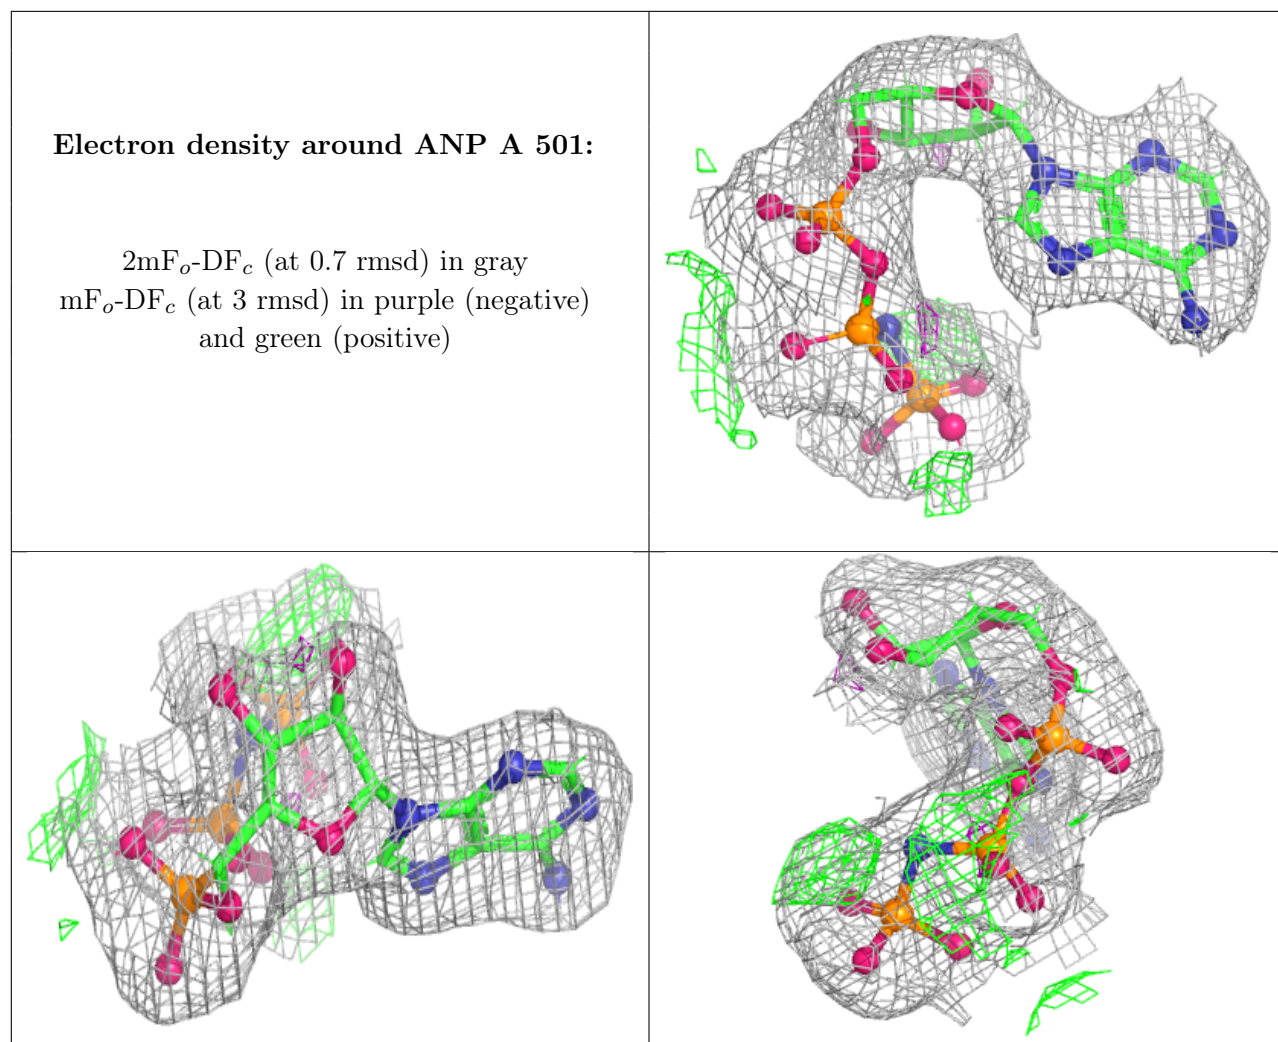 Electron density around ANP A 501:
2mFo-DFc (at 0.7 rmsd) in gray
mFo-DFc (at 3 rmsd) in purple (negative)
and green (positive)